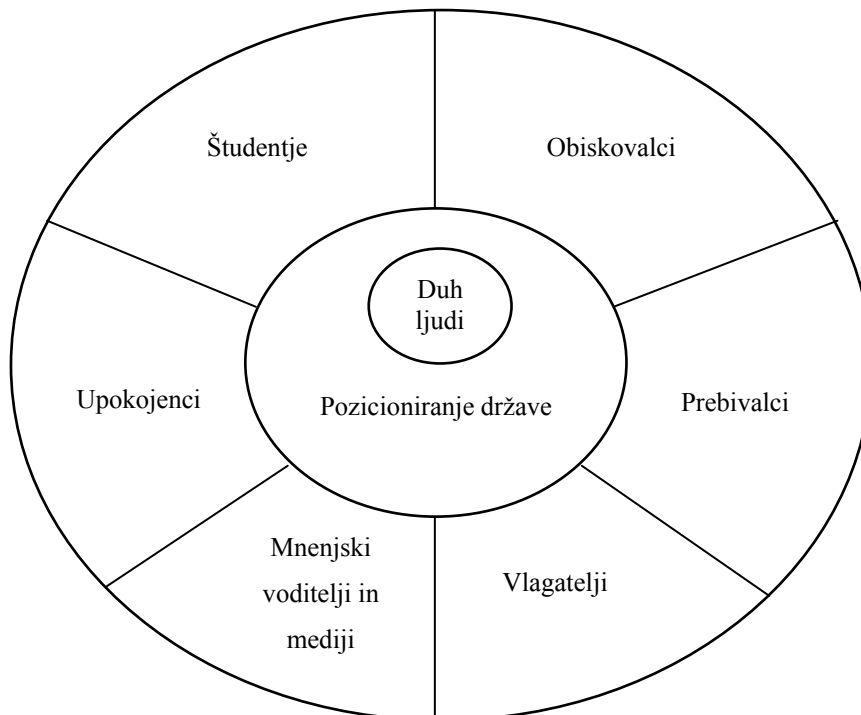 Študentje
Obiskovalci
Duh
ljudi
Upokojenci
Pozicioniranje države
Prebivalci
Mnenjski
voditelji in
mediji
Vlagatelji